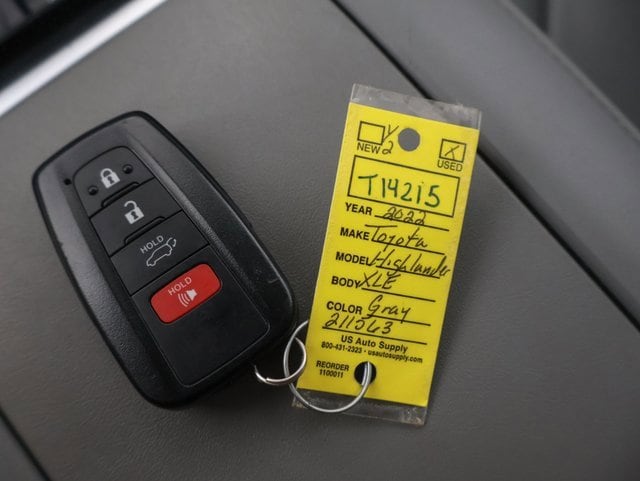 HOLD
HOLD
NEW
V
2
X
USED
T14215
YEAR 2022
MAKE Toyota
MODEL Highlander
BODY XLE
COLOR Gray
211563
US Auto Supply
800-431-2323 · usautosupply.com
REORDER
1100011